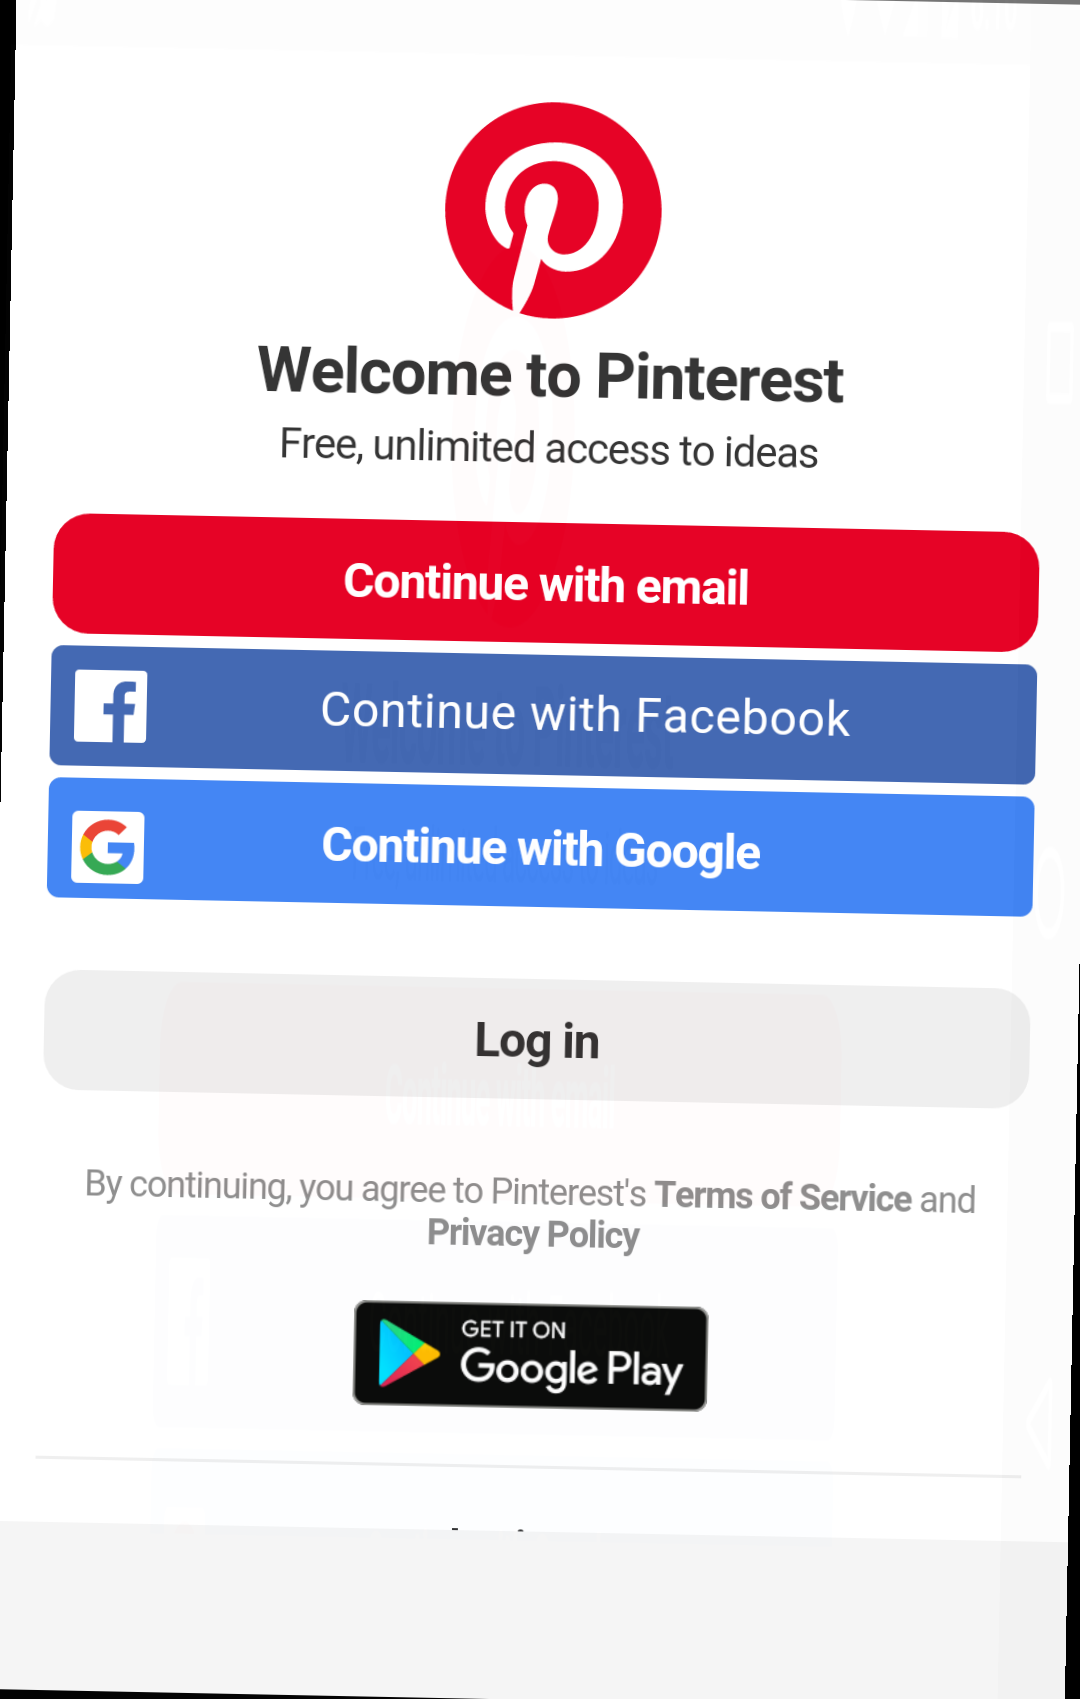 Welcome to Pinterest
Free, unlimited access to ideas
Continue with email
Continue with Facebook
Continue with Google
Log in
By continuing, you agree to Pinterest's Terms of Service and
Privacy Policy
GET IT ON
Google Play